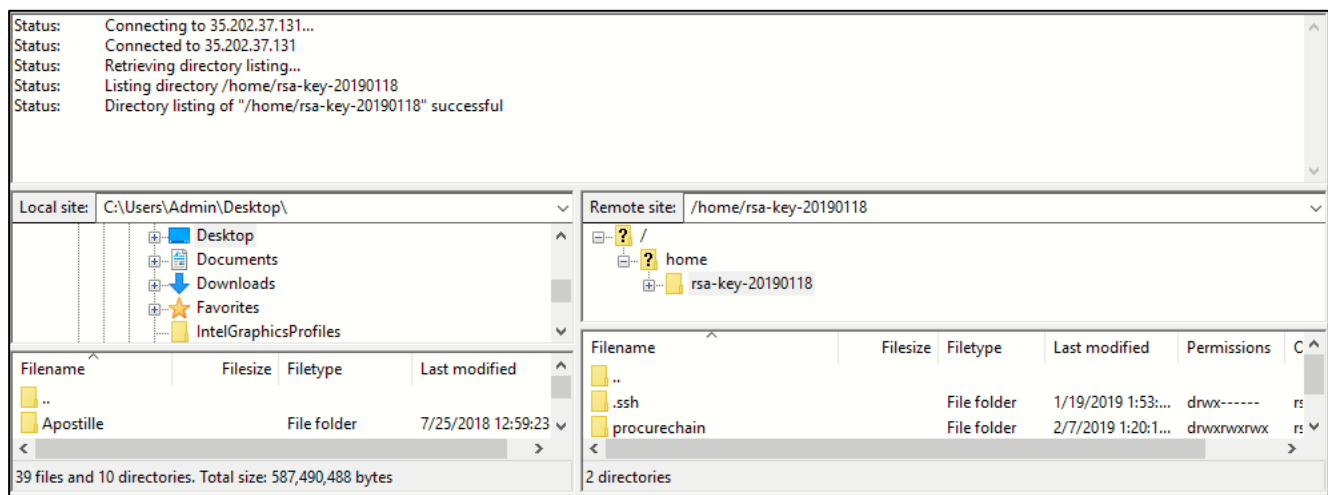 Status: Connecting to 35.202.37.131...
Status: Connected to 35.202.37.131
Status: Retrieving directory listing...
Status: Listing directory /home/rsa-key-20190118
Status: Directory listing of "/home/rsa-key-20190118" successful
Local site: C:\Users\Admin\Desktop\
Desktop
Documents
Downloads
Favorites
IntelGraphicsProfiles
Filename Filesize Filetype Last modified
..
Apostille File folder 7/25/2018 12:59:23
39 files and 10 directories. Total size: 587,490,488 bytes
Remote site: /home/rsa-key-20190118
? /
? home
rsa-key-20190118
Filename Filesize Filetype Last modified Permissions
..
.ssh File folder 1/19/2019 1:53:... drwx------ rs
procurechain File folder 2/7/2019 1:20:1... drwxrwxrwx rs
2 directories